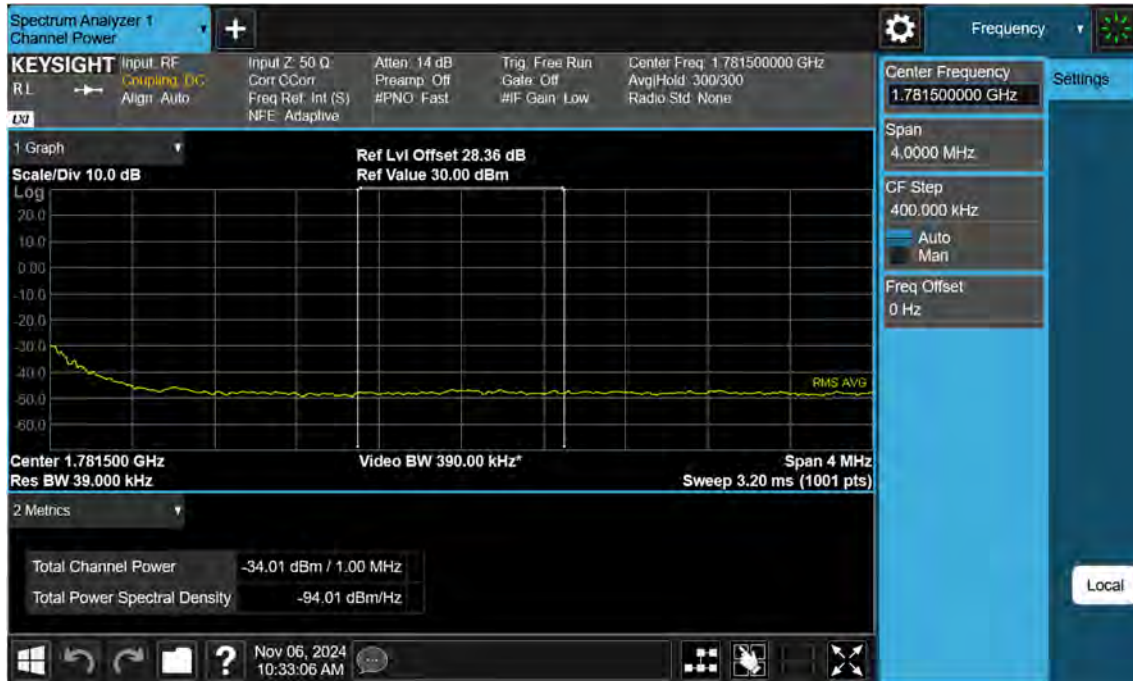 Spectrum Analyzer 1
Channel Power
Frequency
KEYSIGHT
RL
LXI
Input: RF
Coupling: DC
Align: Auto
Input Z: 50 Ω
Corr CCorr
Freq Ref: Int (S)
NFE: Adaptive
Atten: 14 dB
Preamp: Off
#PNO: Fast
Trig: Free Run
Gate: Off
#IF Gain: Low
Center Freq: 1.781500000 GHz
Avg|Hold: 300/300
Radio Std: None
1 Graph
Scale/Div 10.0 dB
Ref Lvl Offset 28.36 dB
Ref Value 30.00 dBm
Log
20.0
10.0
0.00
-10.0
-20.0
-30.0
-40.0
-50.0
-60.0
RMS AVG
Center 1.781500 GHz
Video BW 390.00 kHz*
Span 4 MHz
Res BW 39.000 kHz
Sweep 3.20 ms (1001 pts)
2 Metrics
Total Channel Power
-34.01 dBm / 1.00 MHz
Total Power Spectral Density
-94.01 dBm/Hz
Nov 06, 2024
10:33:06 AM
Center Frequency
1.781500000 GHz
Settings
Span
4.0000 MHz
CF Step
400.000 kHz
Auto
Man
Freq Offset
0 Hz
Local